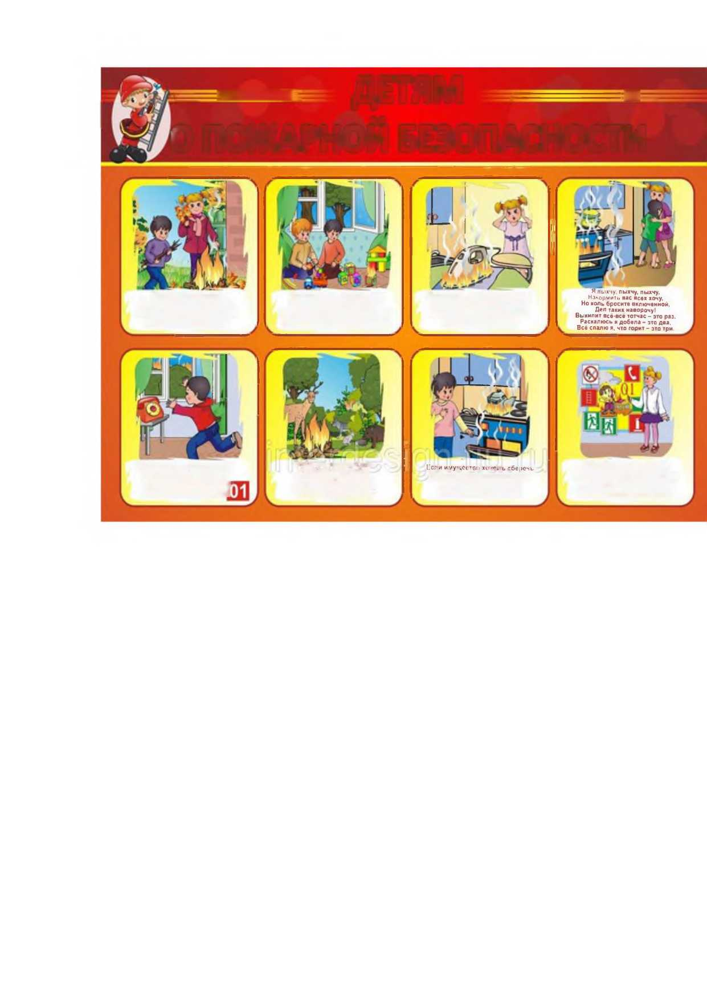 ДЕТЯМ
О ПОЖАРНОЙ БЕЗОПАСНОСТИ
Я пыхчу, пыхчу, пыхчу,
Накормить вас всех хочу,
Но коль бросите включенной,
Дел таких наворочу!
Выкипит всё-всё тотчас – это раз.
Раскалюсь я добела – это два,
Всё спалю я, что горит – это три.
01
01
Если имущество хочешь сберечь